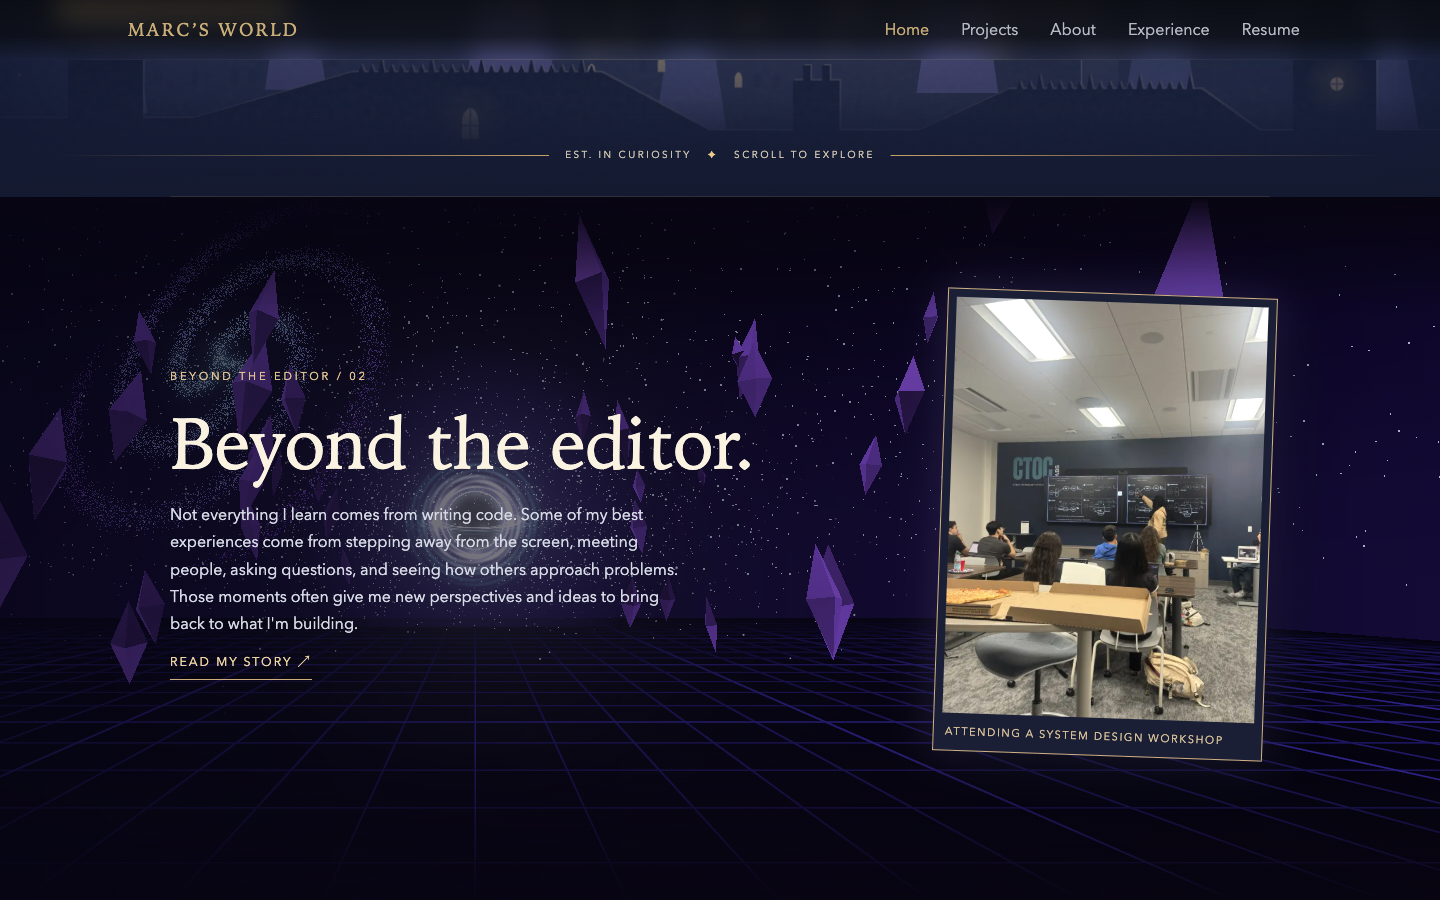 MARC'S WORLD
Home Projects About Experience Resume
EST. IN CURIOSITY ✦ SCROLL TO EXPLORE
BEYOND THE EDITOR / 02
Beyond the editor.
Not everything I learn comes from writing code. Some of my best
experiences come from stepping away from the screen, meeting
people, asking questions, and seeing how others approach problems.
Those moments often give me new perspectives and ideas to bring
back to what I'm building.
READ MY STORY ↗
CTOC
ATTENDING A SYSTEM DESIGN WORKSHOP